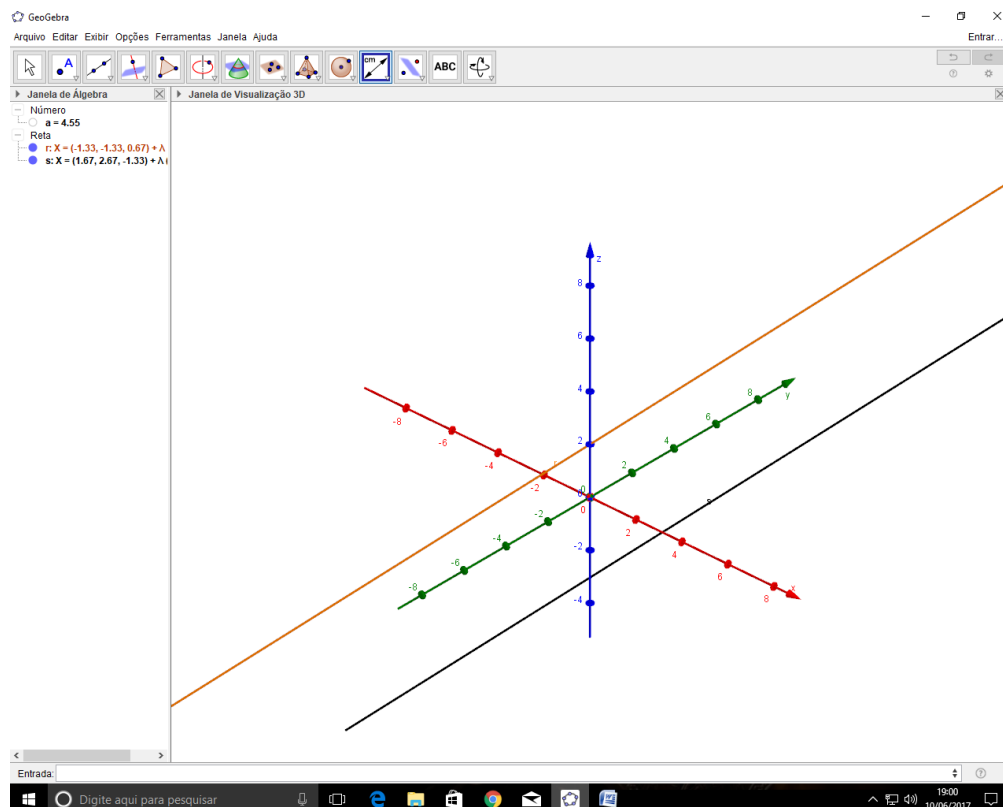 GeoGebra
Arquivo Editar Exibir Opções Ferramentas Janela Ajuda
Entrar...
A
cm
ABC
Janela de Álgebra
Janela de Visualização 3D
Número
a = 4.55
Reta
r: X = (-1.33, -1.33, 0.67) + λ
s: X = (1.67, 2.67, -1.33) + λ (
z
8
6
4
2
0
-2
-4
-8
-6
-4
-2
0
2
4
6
8
x
-8
-6
-4
-2
0
2
4
6
8
y
r
s
Entrada:
Digite aqui para pesquisar
19:00
10/06/2017